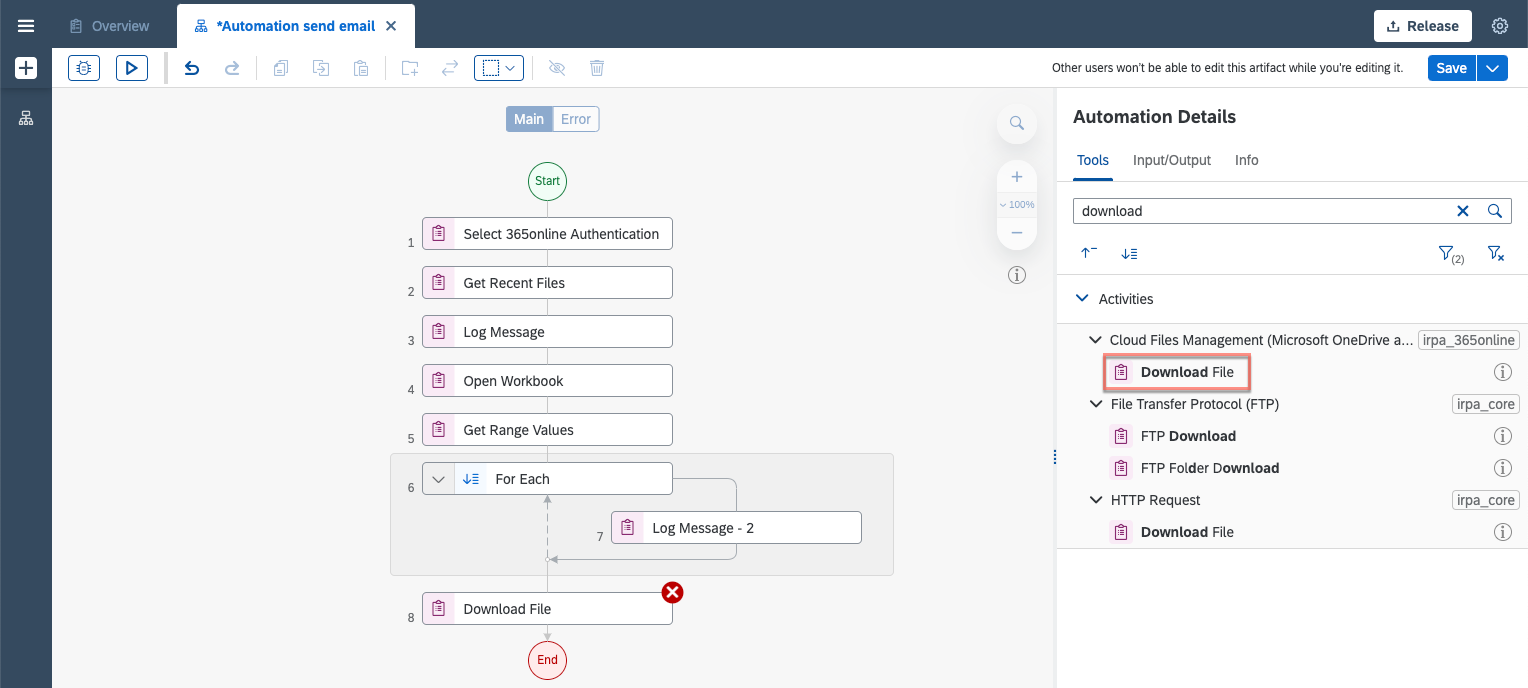 Overview
*Automation send email
Release
Other users won't be able to edit this artifact while you're editing it.
Save
Main
Error
Start
1
Select 365online Authentication
2
Get Recent Files
3
Log Message
4
Open Workbook
5
Get Range Values
6
For Each
7
Log Message - 2
8
Download File
End
100%
Automation Details
Tools
Input/Output
Info
download
(2)
Activities
Cloud Files Management (Microsoft OneDrive a...
irpa_365online
Download File
File Transfer Protocol (FTP)
irpa_core
FTP Download
FTP Folder Download
HTTP Request
irpa_core
Download File